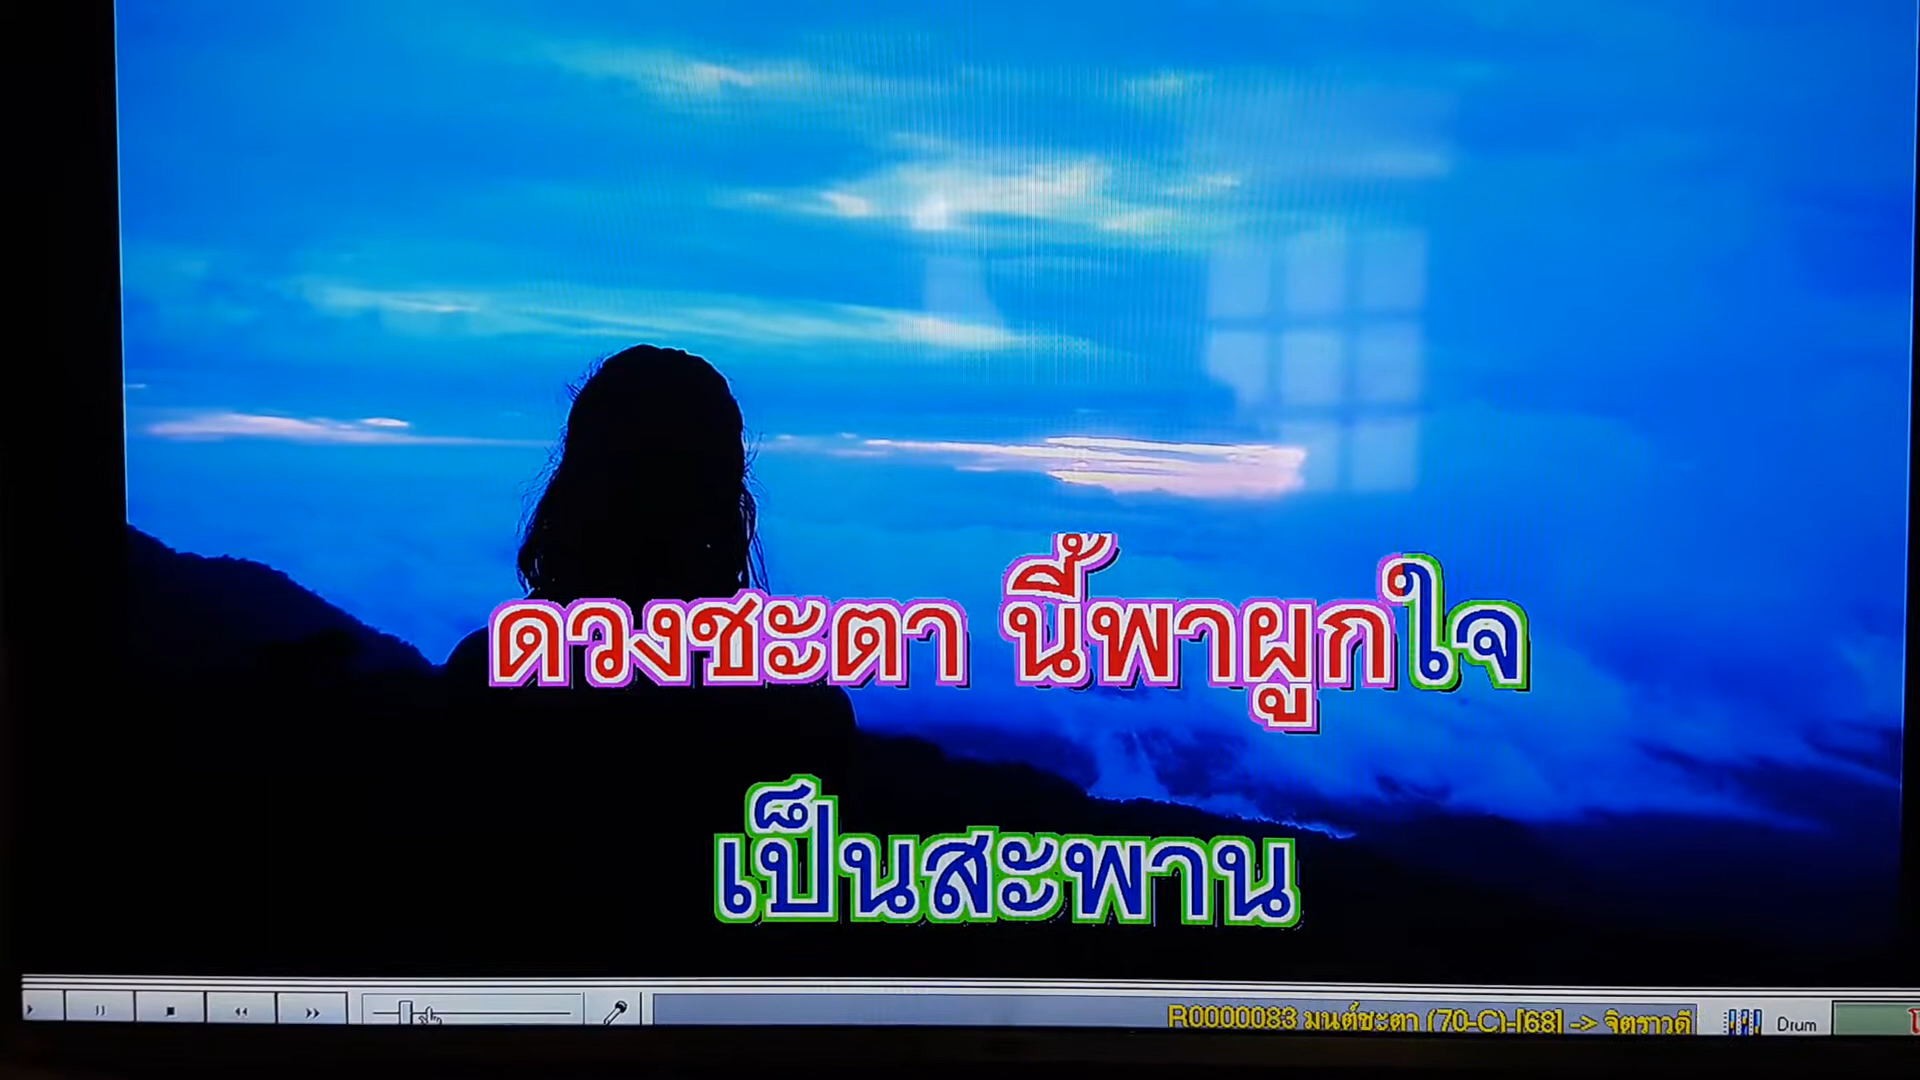 ดวงชะตา นี้พาผูกใจ
เป็นสะพาน
R0000083 มนต์ชะตา (70-C)-[68] -> จิตราวดี
Drum